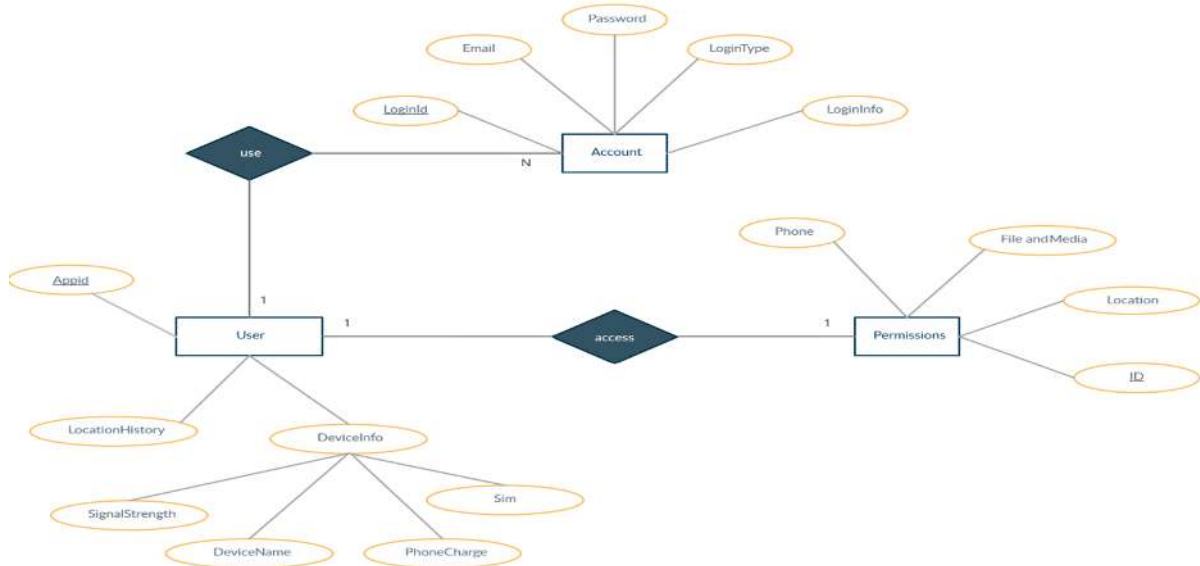 Password
Email
LoginType
LoginId
LoginInfo
use
Account
N
Phone
File and Media
Appid
Location
1
User
1
access
1
Permissions
ID
LocationHistory
DeviceInfo
Sim
SignalStrength
DeviceName
PhoneCharge